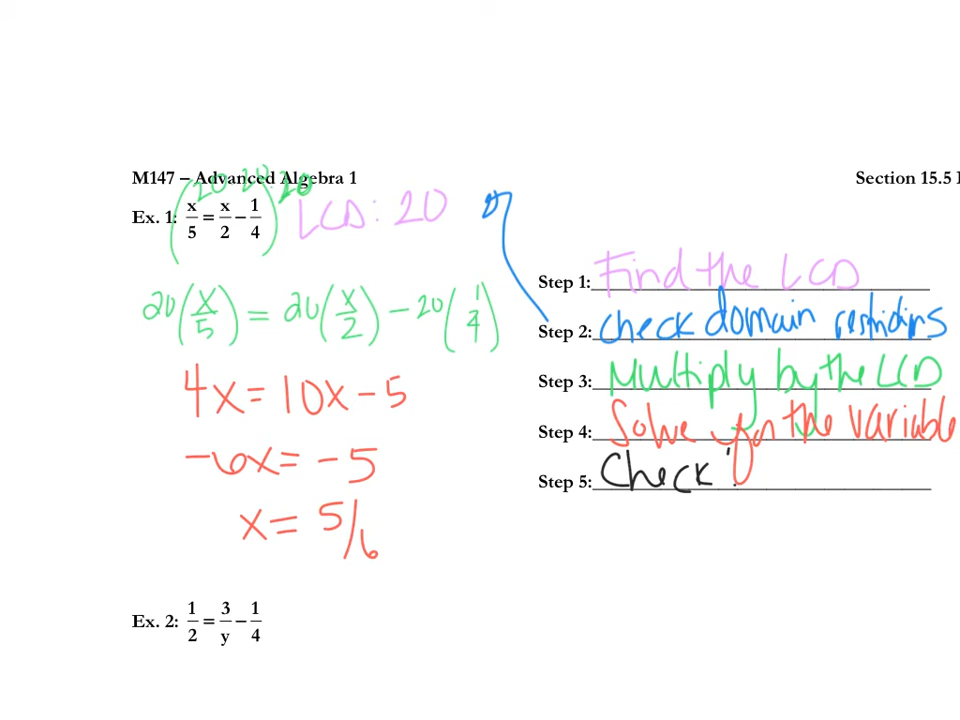 M147 – Advanced Algebra 1
Section 15.5
20 20 20
Ex. 1: (x/5 = x/2 − 1/4) LCD: 20
20(x/5) = 20(x/2) − 20(1/4)
4x = 10x − 5
−6x = −5
x = 5/6
Step 1: Find the LCD
Step 2: check domain restrictions
Step 3: Multiply by the LCD
Step 4: Solve for the variable
Step 5: Check!
Ex. 2: 1/2 = 3/y − 1/4